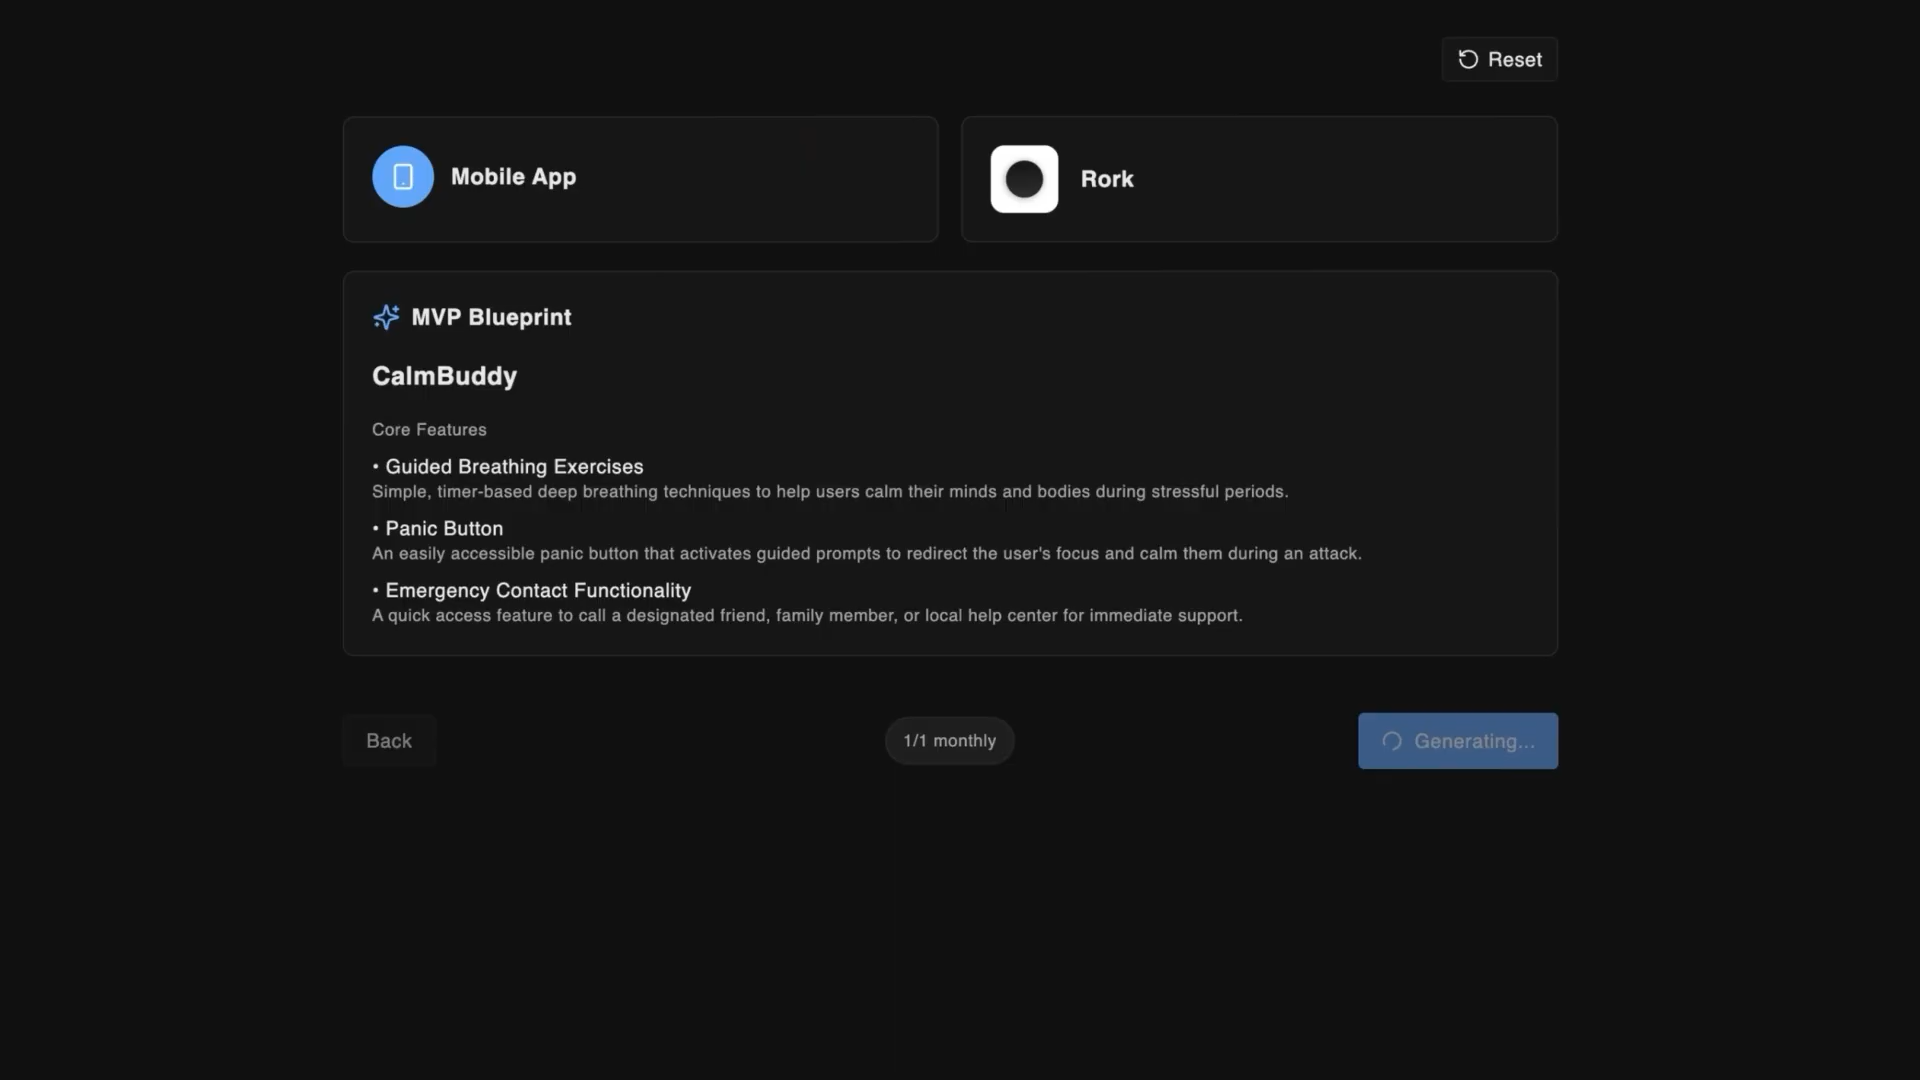 Reset
Mobile App
Rork
MVP Blueprint
CalmBuddy
Core Features
• Guided Breathing Exercises
Simple, timer-based deep breathing techniques to help users calm their minds and bodies during stressful periods.
• Panic Button
An easily accessible panic button that activates guided prompts to redirect the user's focus and calm them during an attack.
• Emergency Contact Functionality
A quick access feature to call a designated friend, family member, or local help center for immediate support.
Back
1/1 monthly
Generating...